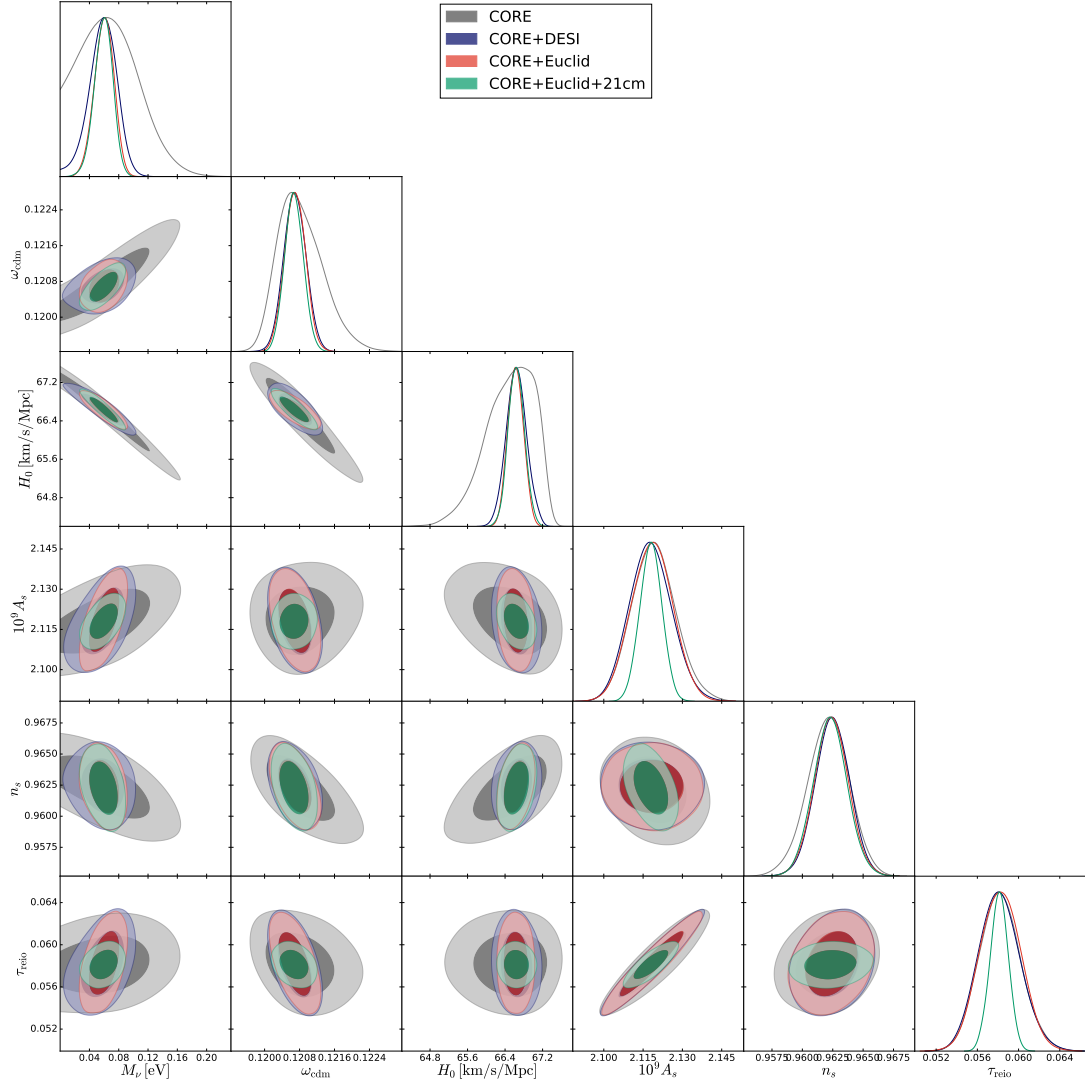 CORE
CORE+DESI
CORE+Euclid
CORE+Euclid+21cm
0.1224
0.1216
0.1208
0.1200
ω_cdm
67.2
66.4
65.6
64.8
H_0 [km/s/Mpc]
2.145
2.130
2.115
2.100
10^9 A_s
0.9675
0.9650
0.9625
0.9600
0.9575
n_s
0.064
0.060
0.056
0.052
τ_reio
0.04 0.08 0.12 0.16 0.20
0.1200 0.1208 0.1216 0.1224
64.8 65.6 66.4 67.2
2.100 2.115 2.130 2.145
0.9575 0.9600 0.9625 0.9650 0.9675
0.052 0.056 0.060 0.064
M_ν [eV]
ω_cdm
H_0 [km/s/Mpc]
10^9 A_s
n_s
τ_reio